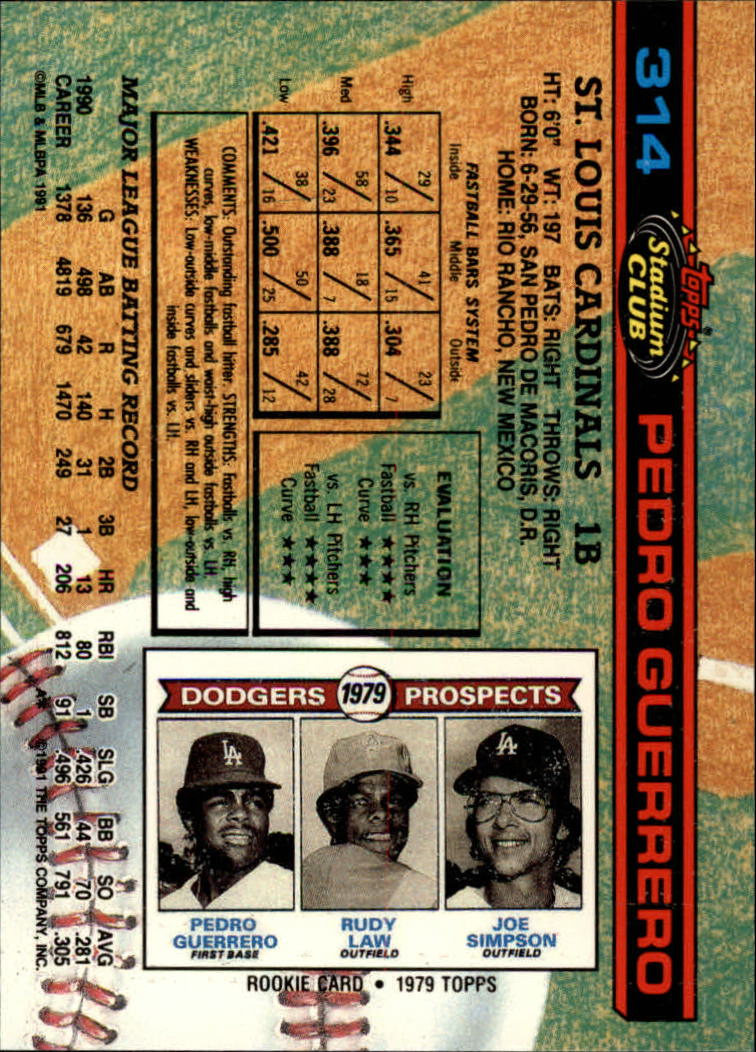 314
Topps®
Stadium
CLUB
PEDRO GUERRERO
ST. LOUIS CARDINALS 1B
HT: 6'0" WT: 197 BATS: RIGHT THROWS: RIGHT
BORN: 6-29-56, SAN PEDRO DE MACORIS, D.R.
HOME: RIO RANCHO, NEW MEXICO
FASTBALL BARS SYSTEM
Inside Middle Outside
High .344 29/10 .365 41/15 .304 23/7
Med .396 58/23 .388 18/7 .388 72/28
Low .421 38/16 .500 50/25 .285 42/12
EVALUATION
vs. RH Pitchers
Fastball ★★★★
Curve ★★★
vs. LH Pitchers
Fastball ★★★★
Curve ★★★
COMMENTS: Outstanding fastball hitter. STRENGTHS: Fastballs vs. RH, high
curves, low-middle fastballs and waist-high outside fastballs vs. LH.
WEAKNESSES: Low-outside curves and sliders vs. RH and LH, low-outside and
inside fastballs vs. LH.
MAJOR LEAGUE BATTING RECORD
G AB R H 2B 3B HR RBI SB SLG BB SO AVG
1990 136 498 42 140 31 1 13 80 1 .426 44 70 .281
CAREER 1378 4819 679 1470 249 27 206 812 91 .496 561 791 .305
©MLB & MLBPA 1991
A* ©1991 THE TOPPS COMPANY, INC.
DODGERS 1979 PROSPECTS
LA
LA
PEDRO
GUERRERO
FIRST BASE
RUDY
LAW
OUTFIELD
JOE
SIMPSON
OUTFIELD
ROOKIE CARD • 1979 TOPPS